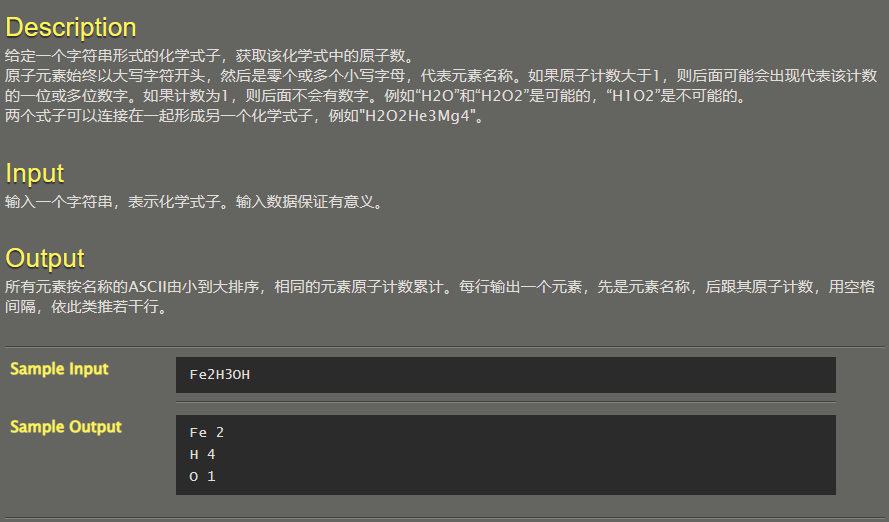 Description
给定一个字符串形式的化学式子，获取该化学式中的原子数。
原子元素始终以大写字符开头，然后是零个或多个小写字母，代表元素名称。如果原子计数大于1，则后面可能会出现代表该计数
的一位或多位数字。如果计数为1，则后面不会有数字。例如“H2O”和“H2O2”是可能的，“H1O2”是不可能的。
两个式子可以连接在一起形成另一个化学式子，例如"H2O2He3Mg4"。
Input
输入一个字符串，表示化学式子。输入数据保证有意义。
Output
所有元素按名称的ASCII由小到大排序，相同的元素原子计数累计。每行输出一个元素，先是元素名称，后跟其原子计数，用空格
间隔，依此类推若干行。
Sample Input
Fe2H3OH
Sample Output
Fe 2
H 4
O 1